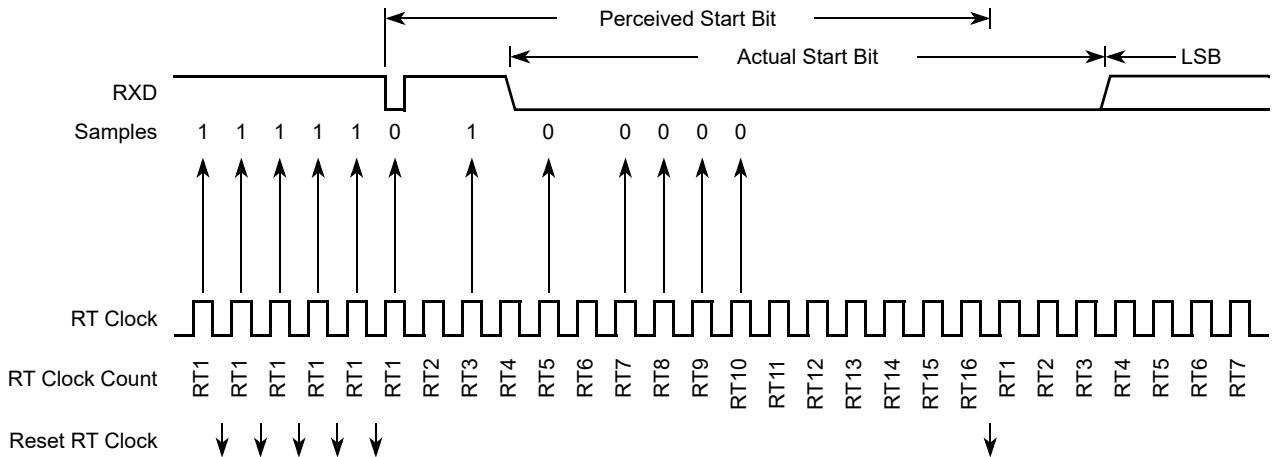 Perceived Start Bit
Actual Start Bit
LSB
RXD
Samples 1 1 1 1 1 0 1 0 0 0 0 0
RT Clock
RT Clock Count RT1 RT1 RT1 RT1 RT1 RT1 RT2 RT3 RT4 RT5 RT6 RT7 RT8 RT9 RT10 RT11 RT12 RT13 RT14 RT15 RT16 RT1 RT2 RT3 RT4 RT5 RT6 RT7
Reset RT Clock